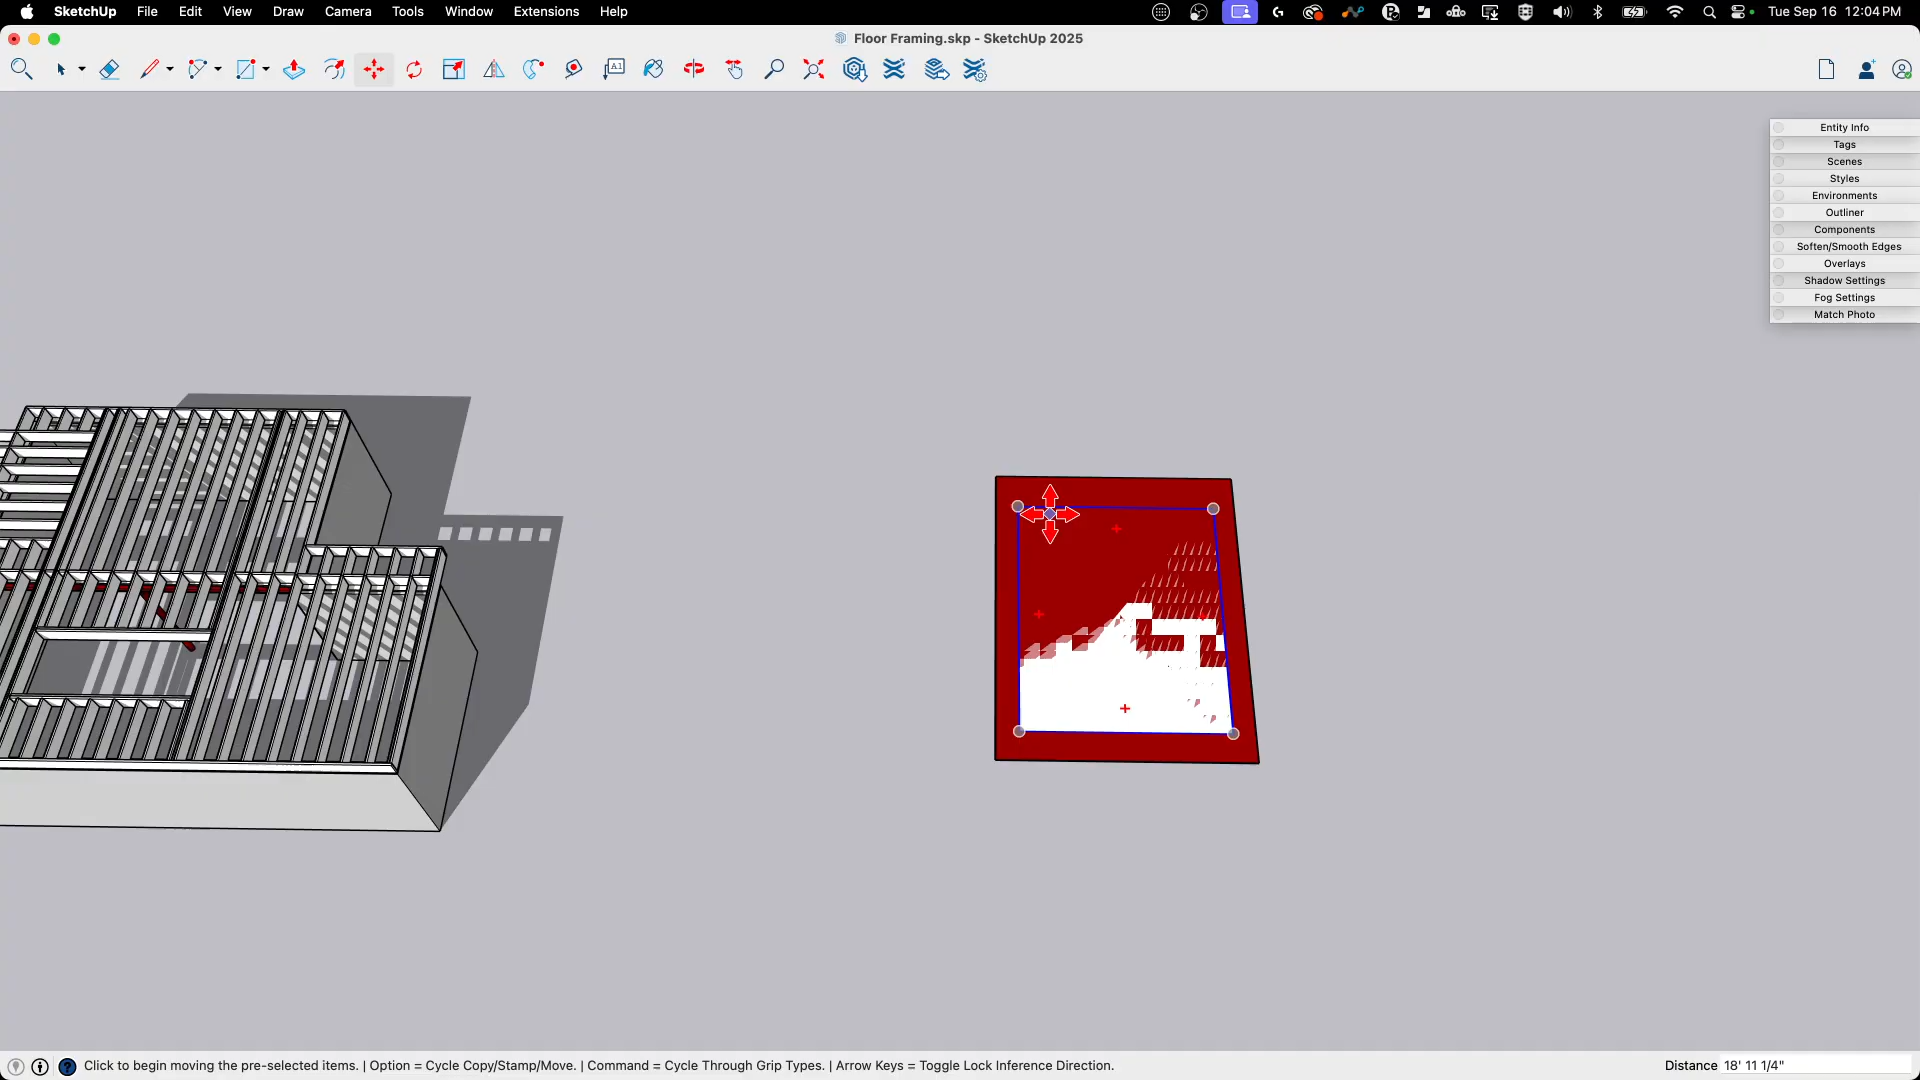 SketchUp File Edit View Draw Camera Tools Window Extensions Help
Tue Sep 16 12:04 PM
Floor Framing.skp - SketchUp 2025
A1
Entity Info
Tags
Scenes
Styles
Environments
Outliner
Components
Soften/Smooth Edges
Overlays
Shadow Settings
Fog Settings
Match Photo
Click to begin moving the pre-selected items. | Option = Cycle Copy/Stamp/Move. | Command = Cycle Through Grip Types. | Arrow Keys = Toggle Lock Inference Direction.
Distance 18' 11 1/4"